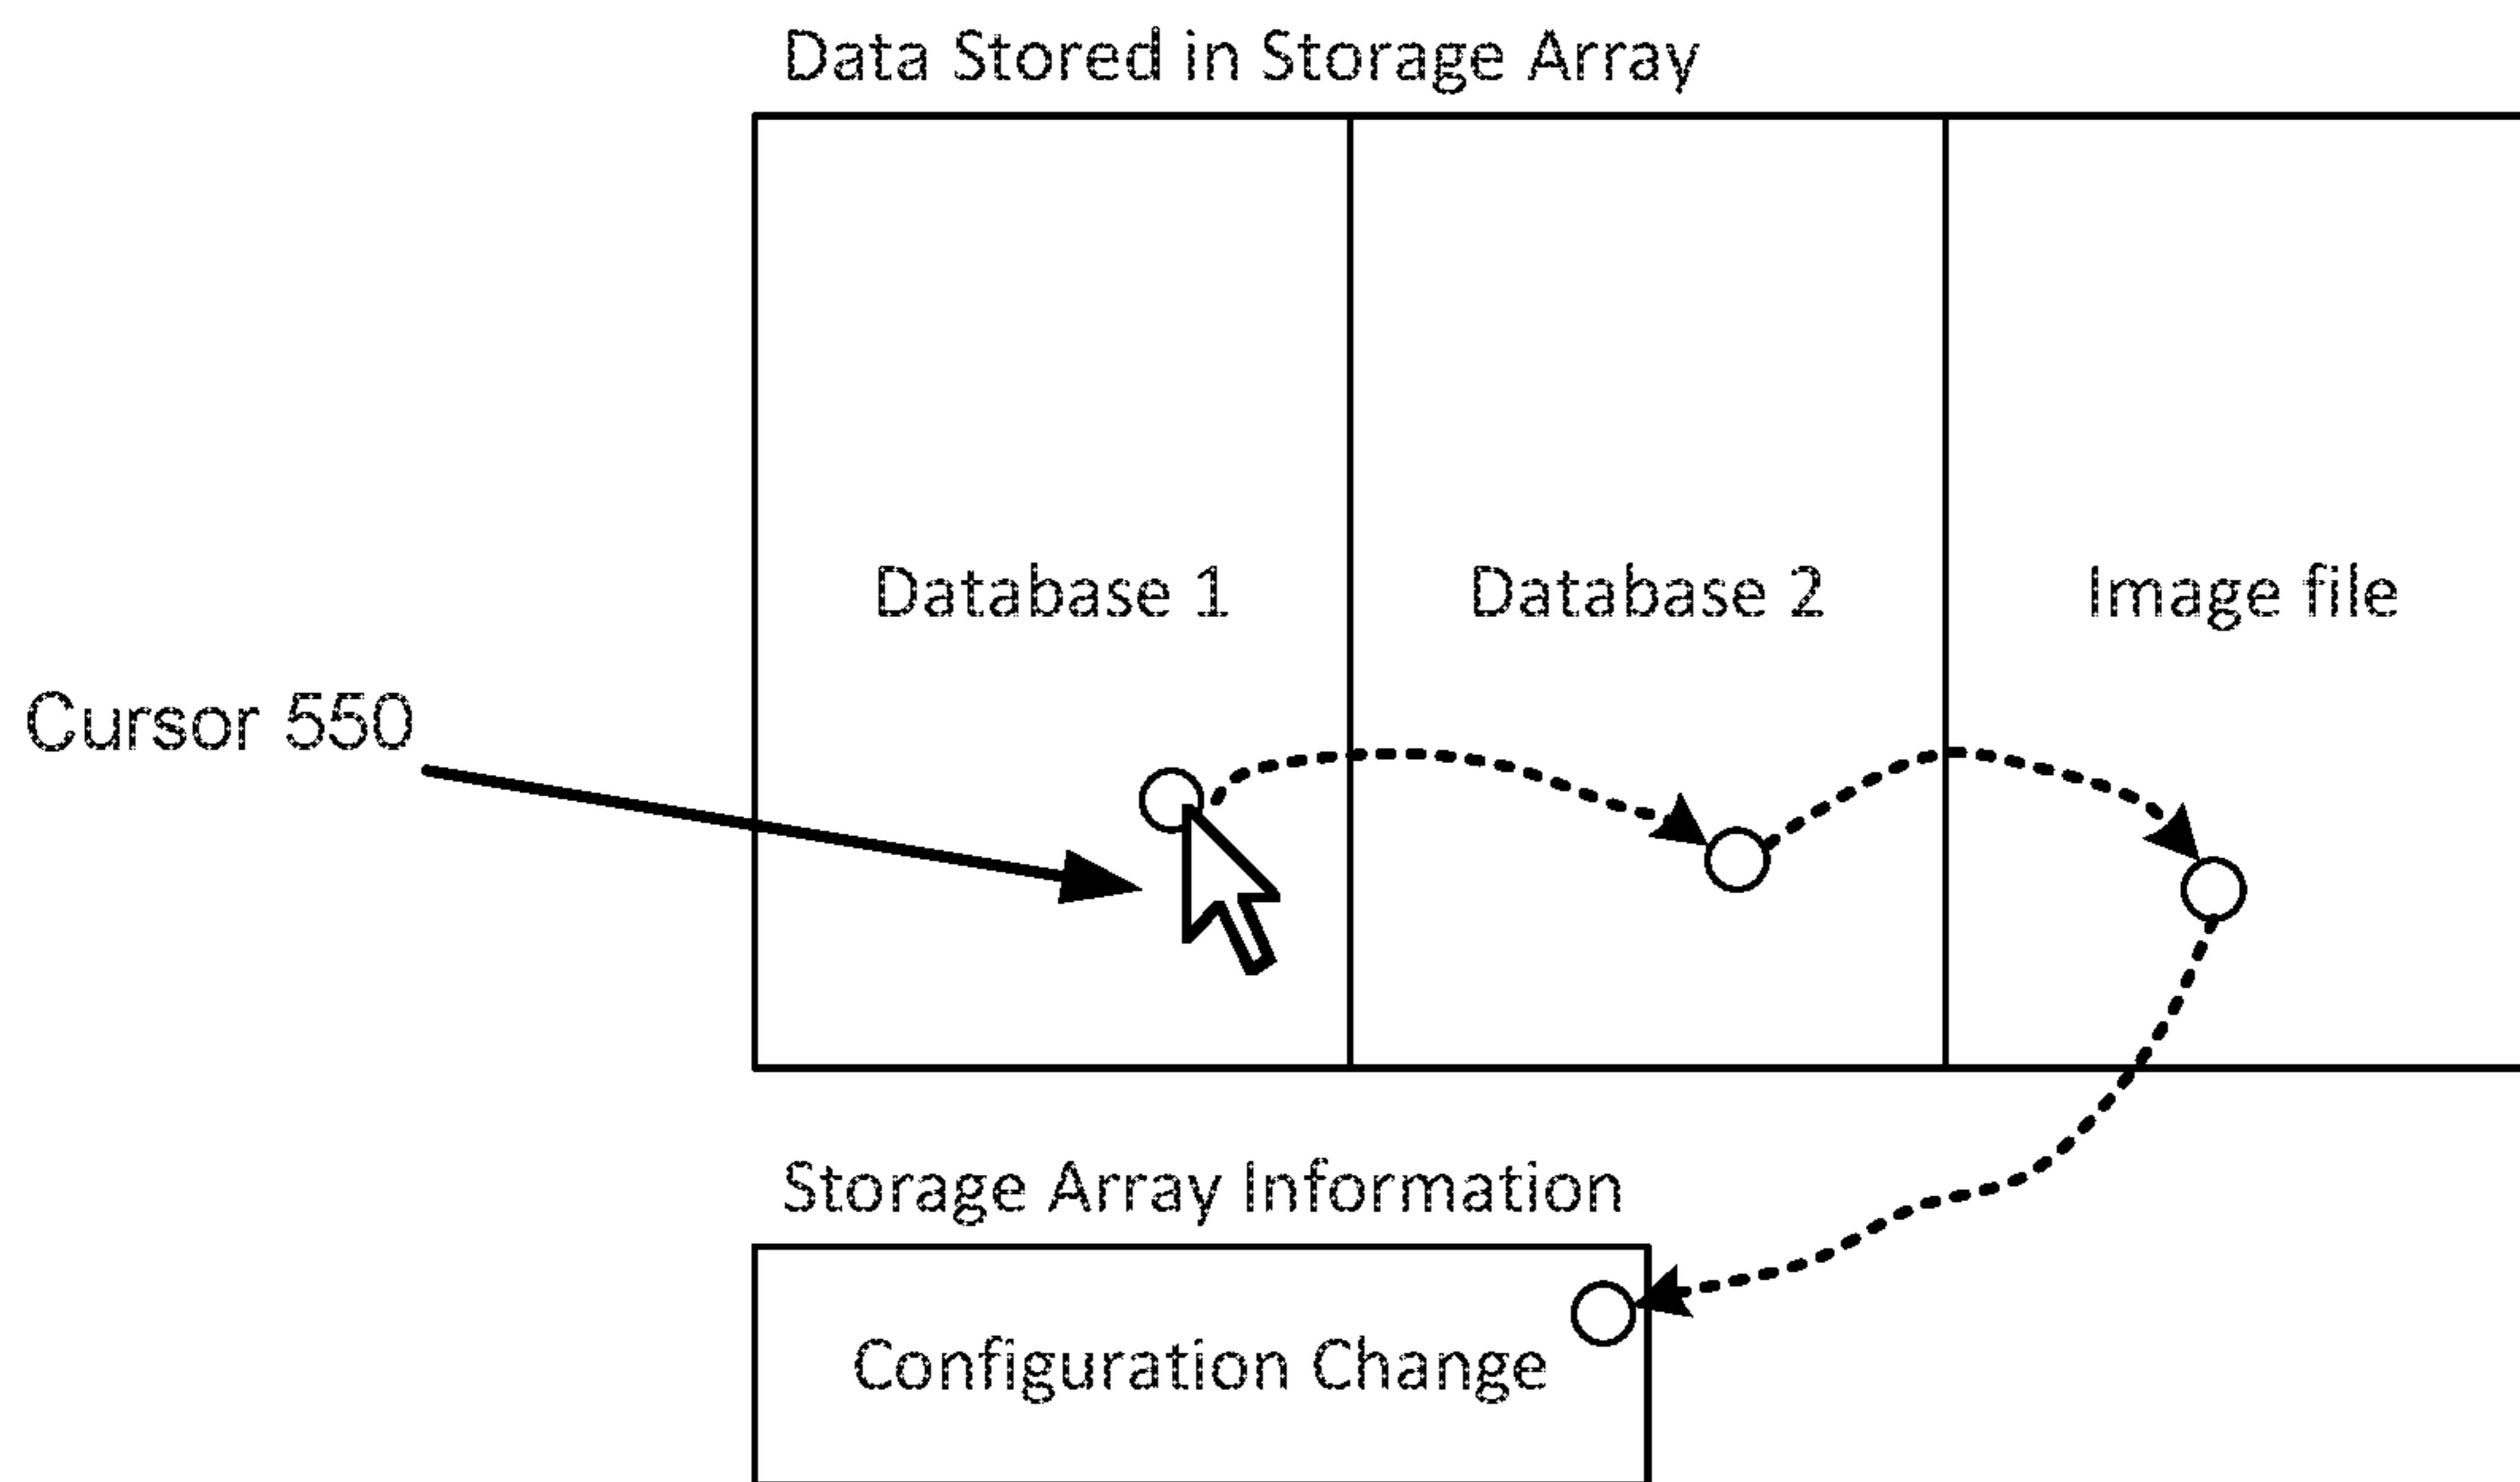 Data Stored in Storage Array
Database 1
Database 2
Image file
Cursor 550
Storage Array Information
Configuration Change